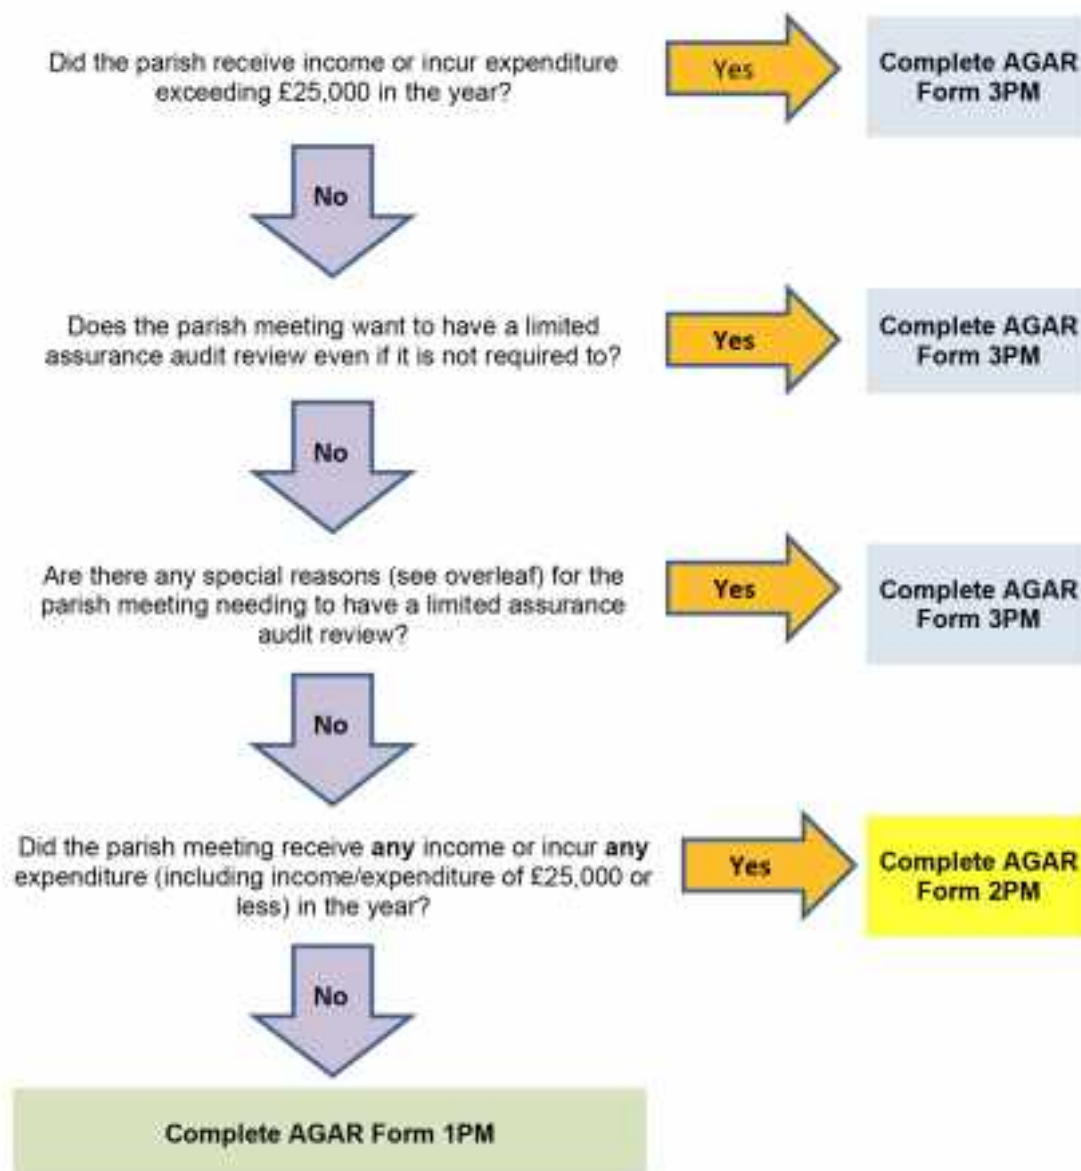 Did the parish receive income or incur expenditure
exceeding £25,000 in the year?
Yes
Complete AGAR
Form 3PM
No
Does the parish meeting want to have a limited
assurance audit review even if it is not required to?
Yes
Complete AGAR
Form 3PM
No
Are there any special reasons (see overleaf) for the
parish meeting needing to have a limited assurance
audit review?
Yes
Complete AGAR
Form 3PM
No
Did the parish meeting receive any income or incur any
expenditure (including income/expenditure of £25,000 or
less) in the year?
Yes
Complete AGAR
Form 2PM
No
Complete AGAR Form 1PM